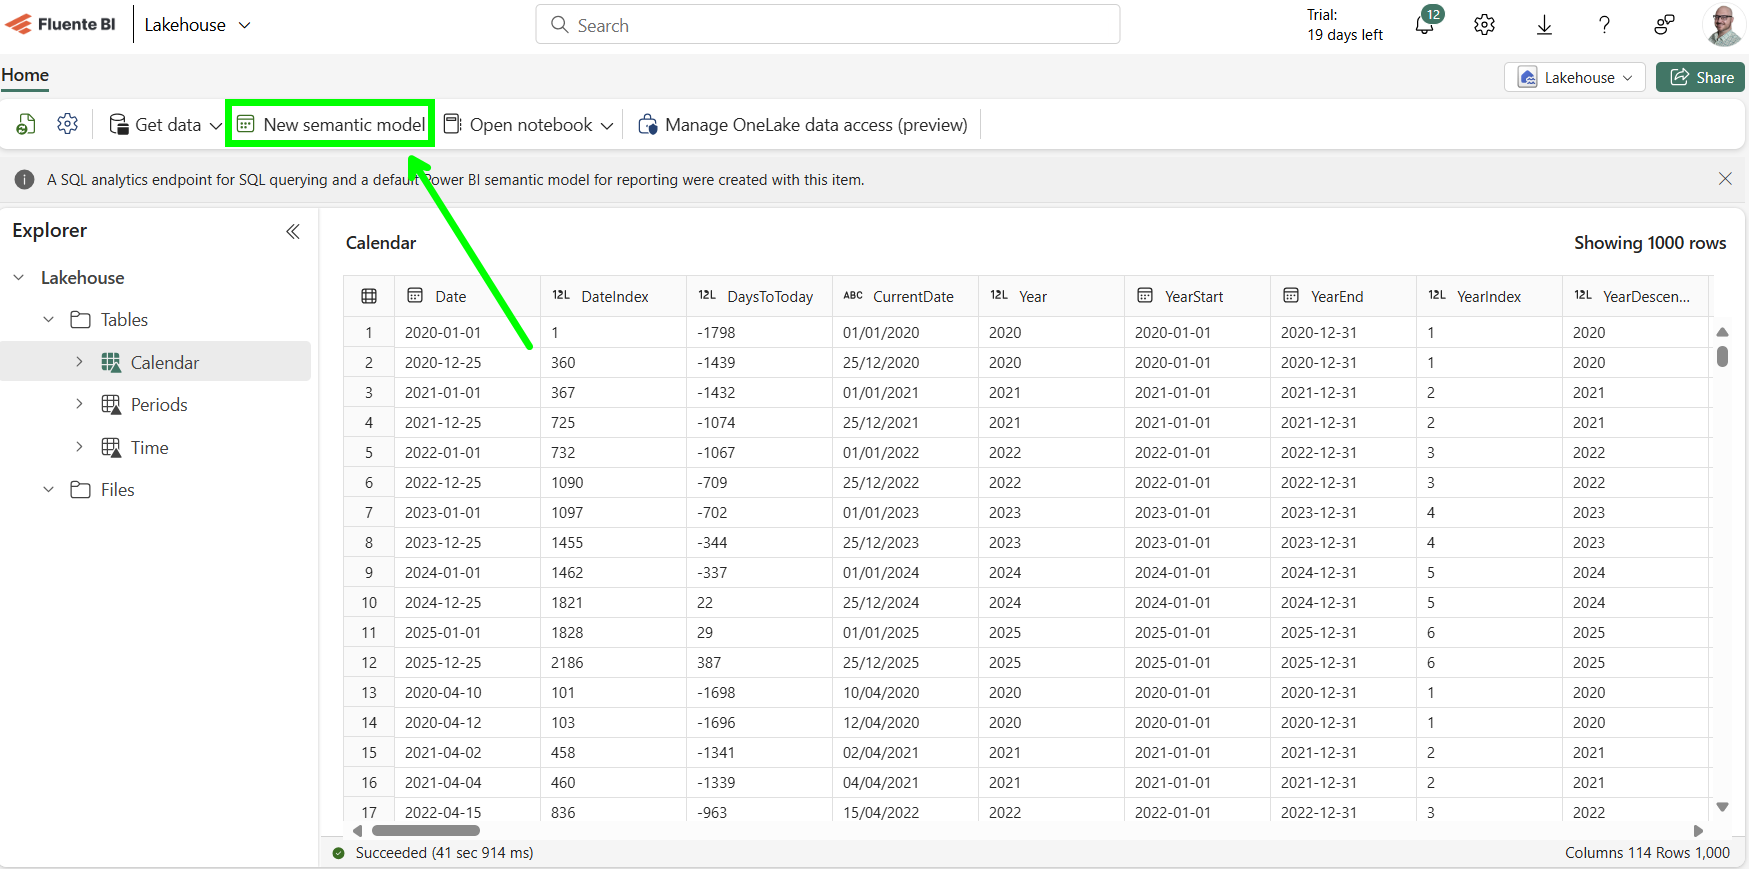 Fluente BI Lakehouse Search Trial: 12
19 days left
Home Lakehouse Share
Get data New semantic model Open notebook Manage OneLake data access (preview)
A SQL analytics endpoint for SQL querying and a default Power BI semantic model for reporting were created with this item.
Explorer
Lakehouse
Tables
Calendar
Periods
Time
Files
Calendar Showing 1000 rows
Date 12L DateIndex 12L DaysToToday ABC CurrentDate 12L Year YearStart YearEnd 12L YearIndex 12L YearDescen...
1 2020-01-01 1 -1798 01/01/2020 2020 2020-01-01 2020-12-31 1 2020
2 2020-12-25 360 -1439 25/12/2020 2020 2020-01-01 2020-12-31 1 2020
3 2021-01-01 367 -1432 01/01/2021 2021 2021-01-01 2021-12-31 2 2021
4 2021-12-25 725 -1074 25/12/2021 2021 2021-01-01 2021-12-31 2 2021
5 2022-01-01 732 -1067 01/01/2022 2022 2022-01-01 2022-12-31 3 2022
6 2022-12-25 1090 -709 25/12/2022 2022 2022-01-01 2022-12-31 3 2022
7 2023-01-01 1097 -702 01/01/2023 2023 2023-01-01 2023-12-31 4 2023
8 2023-12-25 1455 -344 25/12/2023 2023 2023-01-01 2023-12-31 4 2023
9 2024-01-01 1462 -337 01/01/2024 2024 2024-01-01 2024-12-31 5 2024
10 2024-12-25 1821 22 25/12/2024 2024 2024-01-01 2024-12-31 5 2024
11 2025-01-01 1828 29 01/01/2025 2025 2025-01-01 2025-12-31 6 2025
12 2025-12-25 2186 387 25/12/2025 2025 2025-01-01 2025-12-31 6 2025
13 2020-04-10 101 -1698 10/04/2020 2020 2020-01-01 2020-12-31 1 2020
14 2020-04-12 103 -1696 12/04/2020 2020 2020-01-01 2020-12-31 1 2020
15 2021-04-02 458 -1341 02/04/2021 2021 2021-01-01 2021-12-31 2 2021
16 2021-04-04 460 -1339 04/04/2021 2021 2021-01-01 2021-12-31 2 2021
17 2022-04-15 836 -963 15/04/2022 2022 2022-01-01 2022-12-31 3 2022
Succeeded (41 sec 914 ms) Columns 114 Rows 1,000